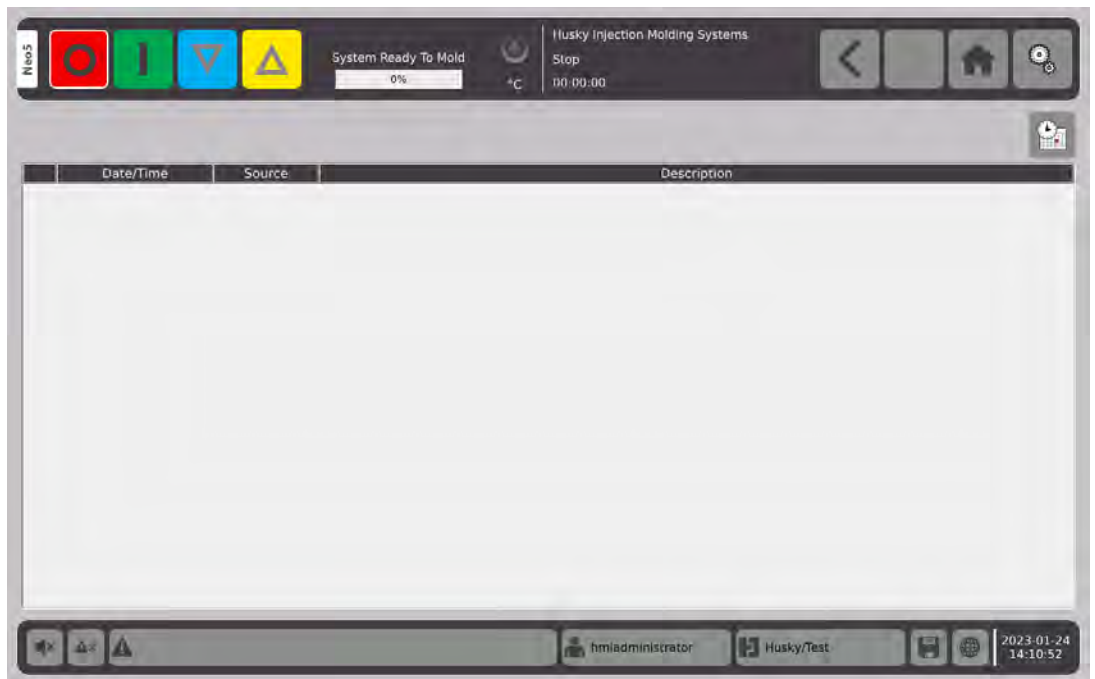 Neo5
System Ready To Mold
0%
°C
Husky Injection Molding Systems
Stop
00:00:00
Date/Time Source Description
hmiadministrator
Husky/Test
2023-01-24
14:10:52